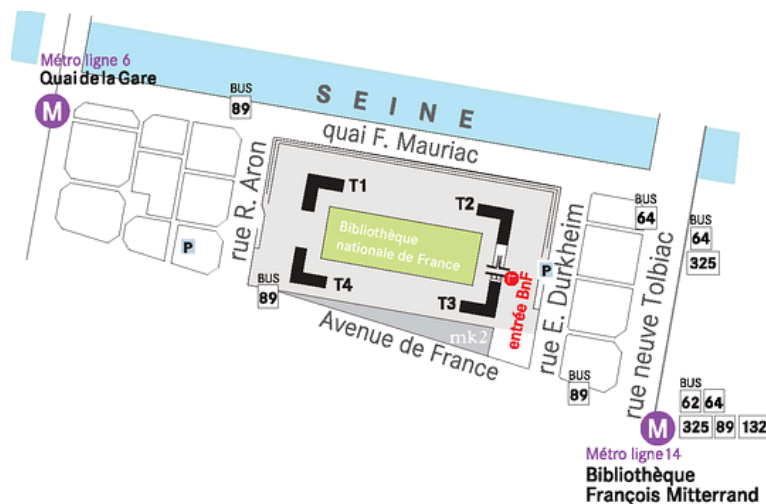 Métro ligne 6
Quai de la Gare
M
BUS
89
SEINE
quai F. Mauriac
rue R. Aron
T1
T2
Bibliothèque
nationale de France
T4
T3
P
P
BUS
89
entrée BnF
rue E. Durkheim
mk2
Avenue de France
BUS
64
rue neuve Tolbiac
BUS
64
325
BUS
89
BUS
62 64
325 89 132
M
Métro ligne 14
Bibliothèque
François Mitterrand